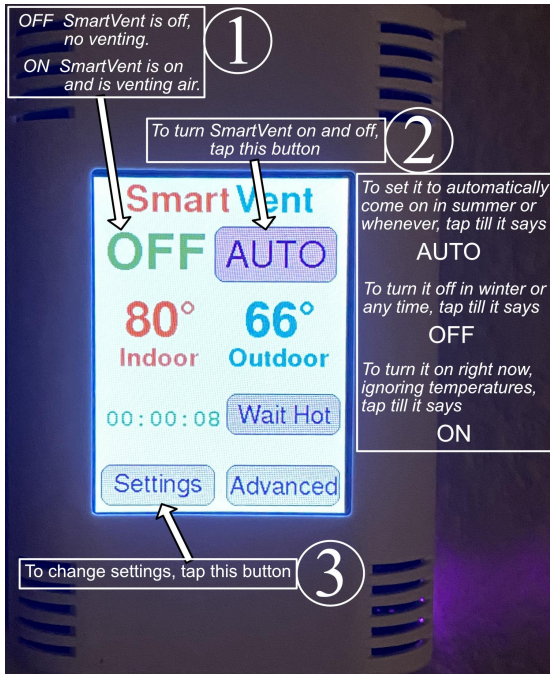 OFF SmartVent is off,
no venting.
ON SmartVent is on
and is venting air.
1
To turn SmartVent on and off,
tap this button
2
To set it to automatically
come on in summer or
whenever, tap till it says
AUTO
To turn it off in winter or
any time, tap till it says
OFF
To turn it on right now,
ignoring temperatures,
tap till it says
ON
SmartVent
OFF AUTO
80° 66°
Indoor Outdoor
00:00:08 Wait Hot
Settings Advanced
To change settings, tap this button
3